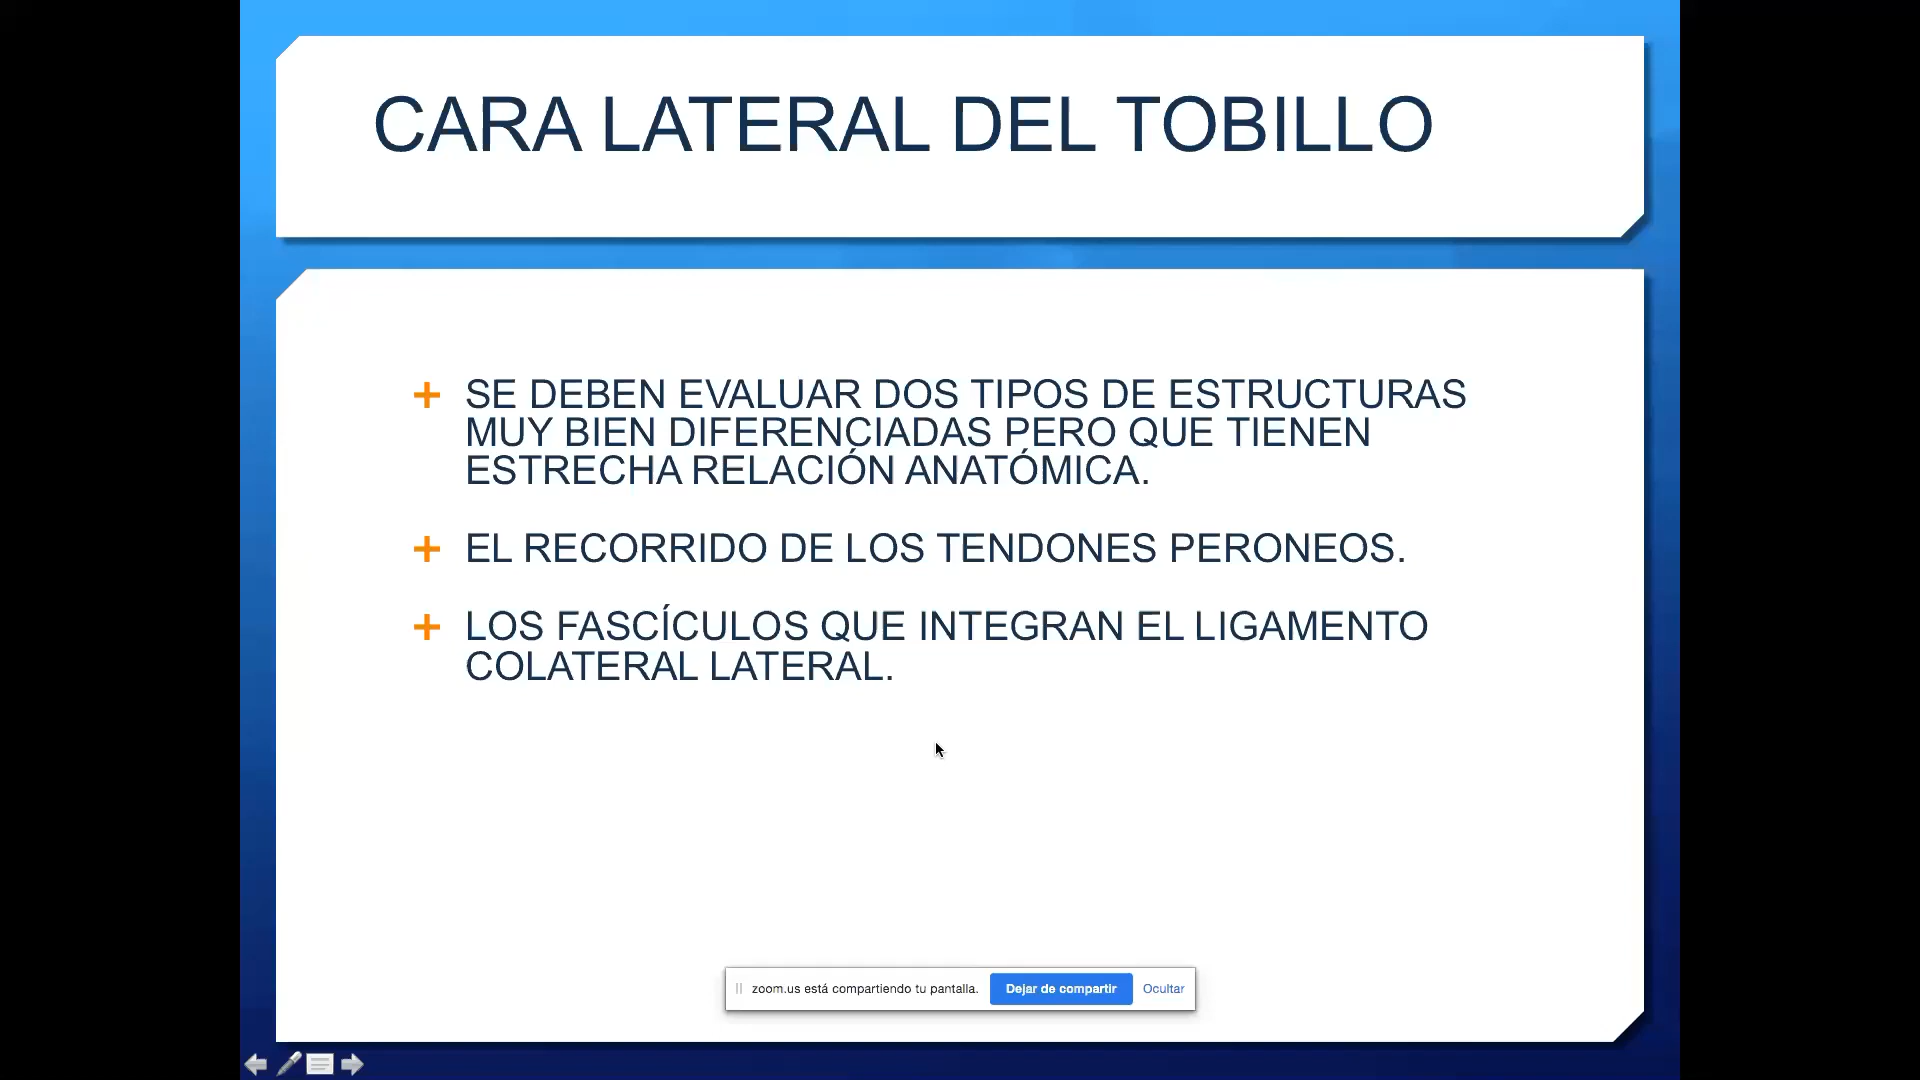 CARA LATERAL DEL TOBILLO
SE DEBEN EVALUAR DOS TIPOS DE ESTRUCTURAS
MUY BIEN DIFERENCIADAS PERO QUE TIENEN
ESTRECHA RELACIÓN ANATÓMICA.
EL RECORRIDO DE LOS TENDONES PERONEOS.
LOS FASCÍCULOS QUE INTEGRAN EL LIGAMENTO
COLATERAL LATERAL.
zoom.us está compartiendo tu pantalla. Dejar de compartir Ocultar